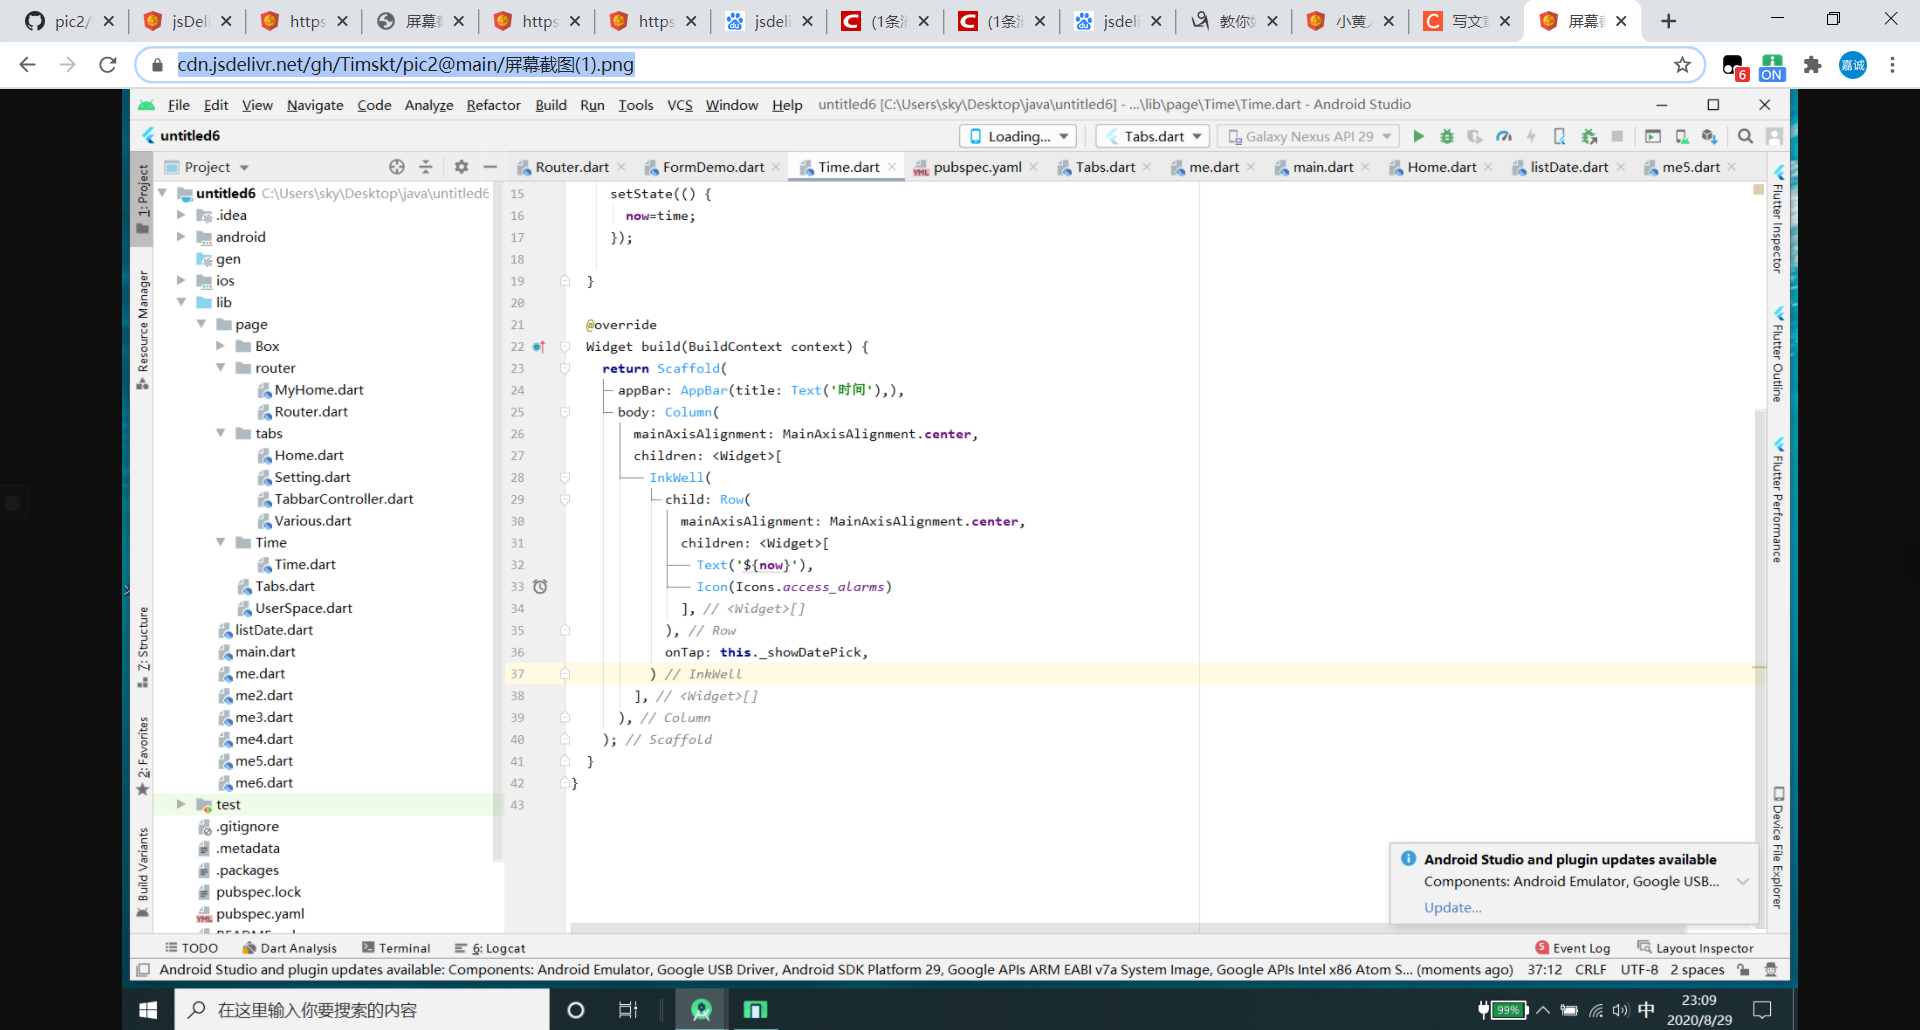 pic2/
jsDeli
https
屏幕
https
https
jsdeli
(1条消
(1条消
jsdeli
教你如
小黄人
写文章
屏幕截
cdn.jsdelivr.net/gh/Timskt/pic2@main/屏幕截图(1).png
6
ON
嘉诚
File Edit View Navigate Code Analyze Refactor Build Run Tools VCS Window Help untitled6 [C:\Users\sky\Desktop\java\untitled6] - ...\lib\page\Time\Time.dart - Android Studio
untitled6
Loading...
Tabs.dart
Galaxy Nexus API 29
Project
Router.dart
FormDemo.dart
Time.dart
pubspec.yaml
Tabs.dart
me.dart
main.dart
Home.dart
listDate.dart
me5.dart
1: Project
Resource Manager
7: Structure
2: Favorites
Build Variants
untitled6 C:\Users\sky\Desktop\java\untitled6
.idea
android
gen
ios
lib
page
Box
router
MyHome.dart
Router.dart
tabs
Home.dart
Setting.dart
TabbarController.dart
Various.dart
Time
Time.dart
Tabs.dart
UserSpace.dart
listDate.dart
main.dart
me.dart
me2.dart
me3.dart
me4.dart
me5.dart
me6.dart
test
.gitignore
.metadata
.packages
pubspec.lock
pubspec.yaml
15 setState(() {
16 now=time;
17 });
18
19 }
20
21 @override
22 Widget build(BuildContext context) {
23 return Scaffold(
24 appBar: AppBar(title: Text('时间'),),
25 body: Column(
26 mainAxisAlignment: MainAxisAlignment.center,
27 children: <Widget>[
28 InkWell(
29 child: Row(
30 mainAxisAlignment: MainAxisAlignment.center,
31 children: <Widget>[
32 Text('${now}'),
33 Icon(Icons.access_alarms)
34 ], // <Widget>[]
35 ), // Row
36 onTap: this._showDatePick,
37 ) // InkWell
38 ], // <Widget>[]
39 ), // Column
40 ); // Scaffold
41 }
42 }
43
Flutter Inspector
Flutter Outline
Flutter Performance
Device File Explorer
Android Studio and plugin updates available
Components: Android Emulator, Google USB...
Update...
TODO
Dart Analysis
Terminal
6: Logcat
5 Event Log
Layout Inspector
Android Studio and plugin updates available: Components: Android Emulator, Google USB Driver, Android SDK Platform 29, Google APIs ARM EABI v7a System Image, Google APIs Intel x86 Atom S... (moments ago) 37:12 CRLF UTF-8 2 spaces
在这里输入你要搜索的内容
99%
中
23:09
2020/8/29